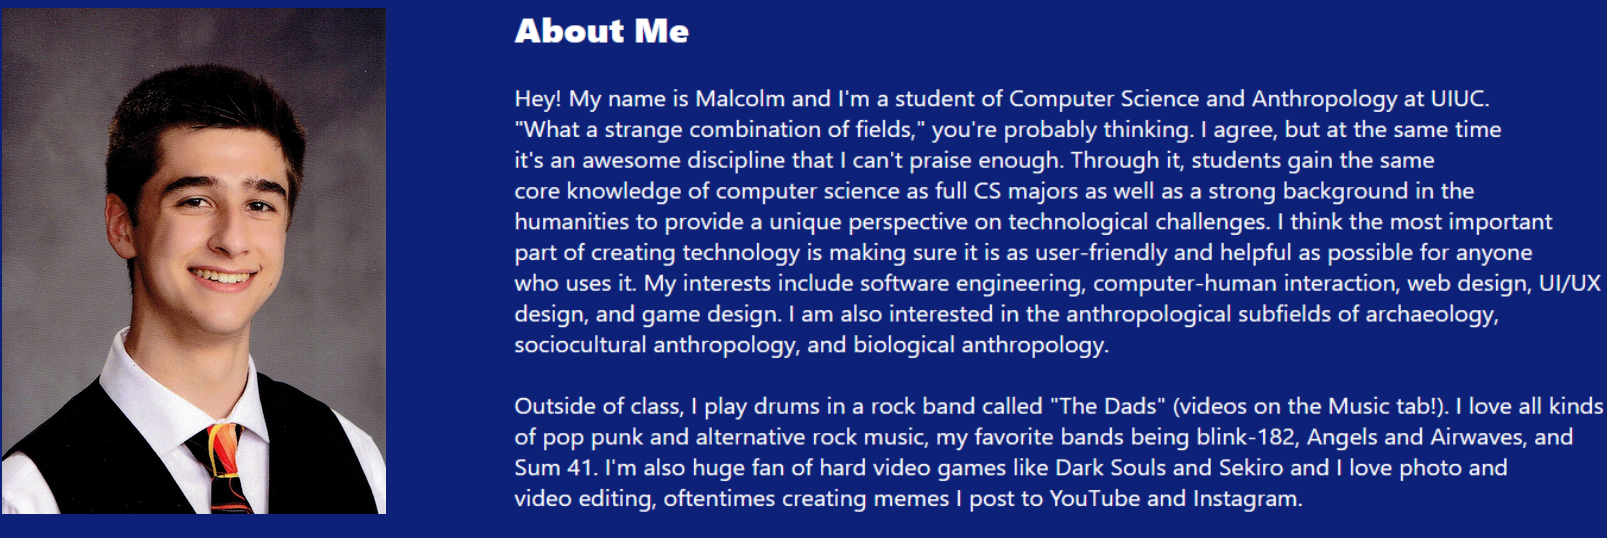 About Me
Hey! My name is Malcolm and I'm a student of Computer Science and Anthropology at UIUC.
"What a strange combination of fields," you're probably thinking. I agree, but at the same time
it's an awesome discipline that I can't praise enough. Through it, students gain the same
core knowledge of computer science as full CS majors as well as a strong background in the
humanities to provide a unique perspective on technological challenges. I think the most important
part of creating technology is making sure it is as user-friendly and helpful as possible for anyone
who uses it. My interests include software engineering, computer-human interaction, web design, UI/UX
design, and game design. I am also interested in the anthropological subfields of archaeology,
sociocultural anthropology, and biological anthropology.
Outside of class, I play drums in a rock band called "The Dads" (videos on the Music tab!). I love all kinds
of pop punk and alternative rock music, my favorite bands being blink-182, Angels and Airwaves, and
Sum 41. I'm also huge fan of hard video games like Dark Souls and Sekiro and I love photo and
video editing, oftentimes creating memes I post to YouTube and Instagram.